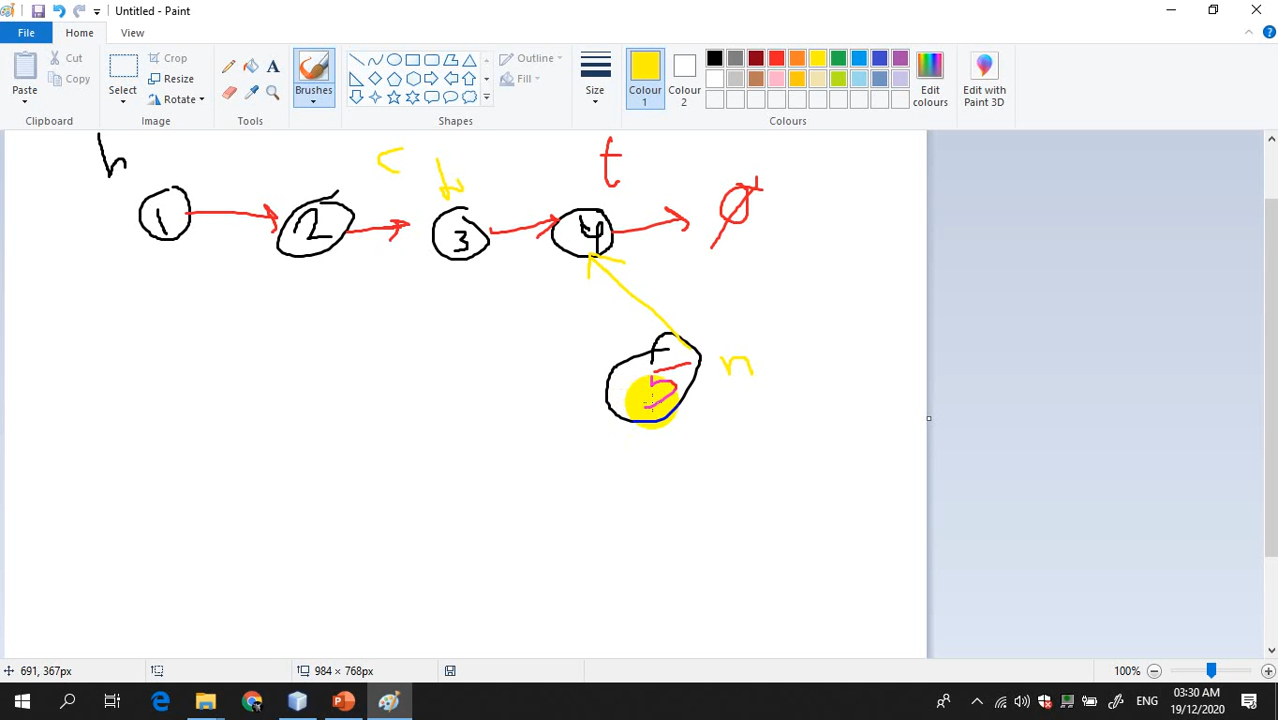 Untitled - Paint
File Home View
Paste
Cut
Copy
Clipboard
Select
Crop
Resize
Rotate
Image
A
Tools
Brushes
Shapes
Outline
Fill
Size
Colour 1
Colour 2
Edit colours
Colours
Edit with Paint 3D
h
c
t
1
2
3
4
5
n
691, 367px
984 × 768px
100%
ENG
03:30 AM
19/12/2020